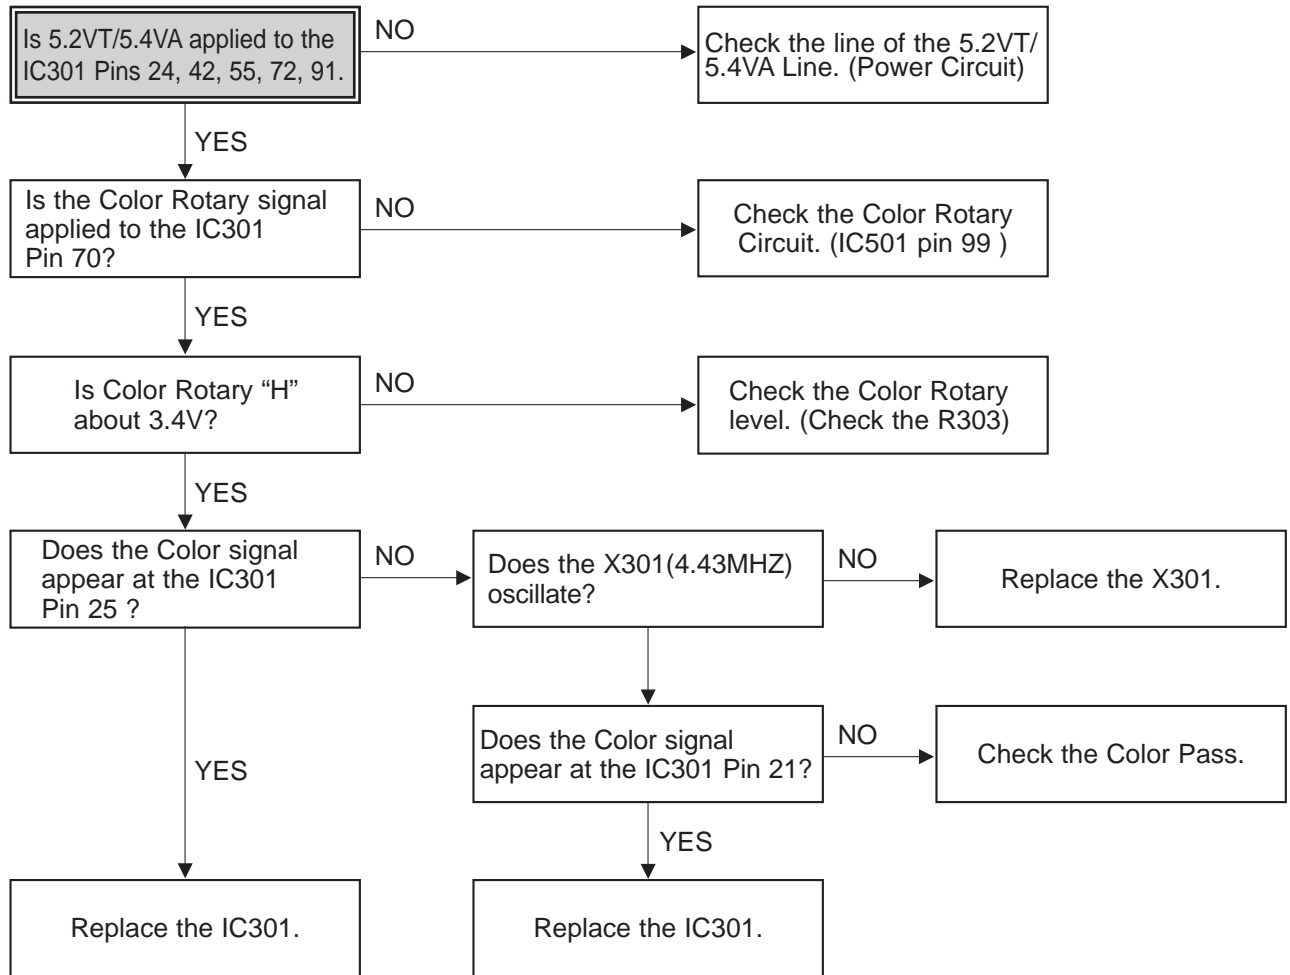 Is 5.2VT/5.4VA applied to the
IC301 Pins 24, 42, 55, 72, 91.
NO
Check the line of the 5.2VT/
5.4VA Line. (Power Circuit)
YES
Is the Color Rotary signal
applied to the IC301
Pin 70?
NO
Check the Color Rotary
Circuit. (IC501 pin 99 )
YES
Is Color Rotary “H”
about 3.4V?
NO
Check the Color Rotary
level. (Check the R303)
YES
Does the Color signal
appear at the IC301
Pin 25 ?
NO
Does the X301(4.43MHZ)
oscillate?
NO
Replace the X301.
Does the Color signal
appear at the IC301 Pin 21?
NO
Check the Color Pass.
YES
YES
Replace the IC301.
Replace the IC301.